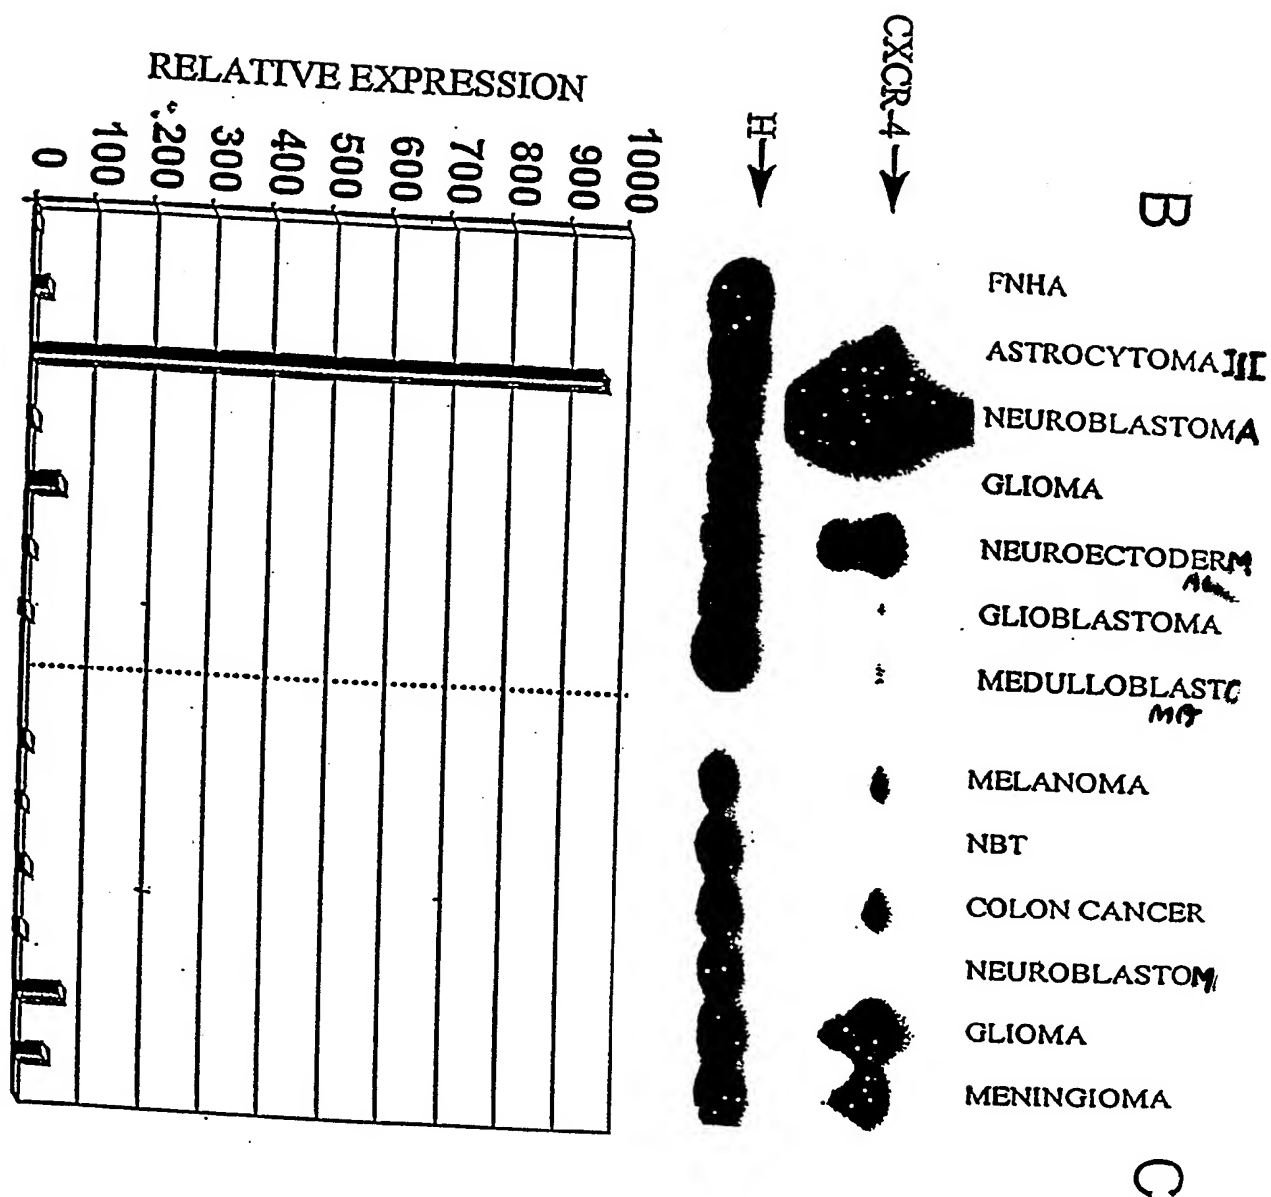 B
CXCR-4
H
FNHA
ASTROCYTOMA III
NEUROBLASTOMA
GLIOMA
NEUROECTODERM
GLIOBLASTOMA
MEDULLOBLASTO
MA
MELANOMA
NBT
COLON CANCER
NEUROBLASTOM
GLIOMA
MENINGIOMA
C
RELATIVE EXPRESSION
1000
900
800
700
600
500
400
300
200
100
0